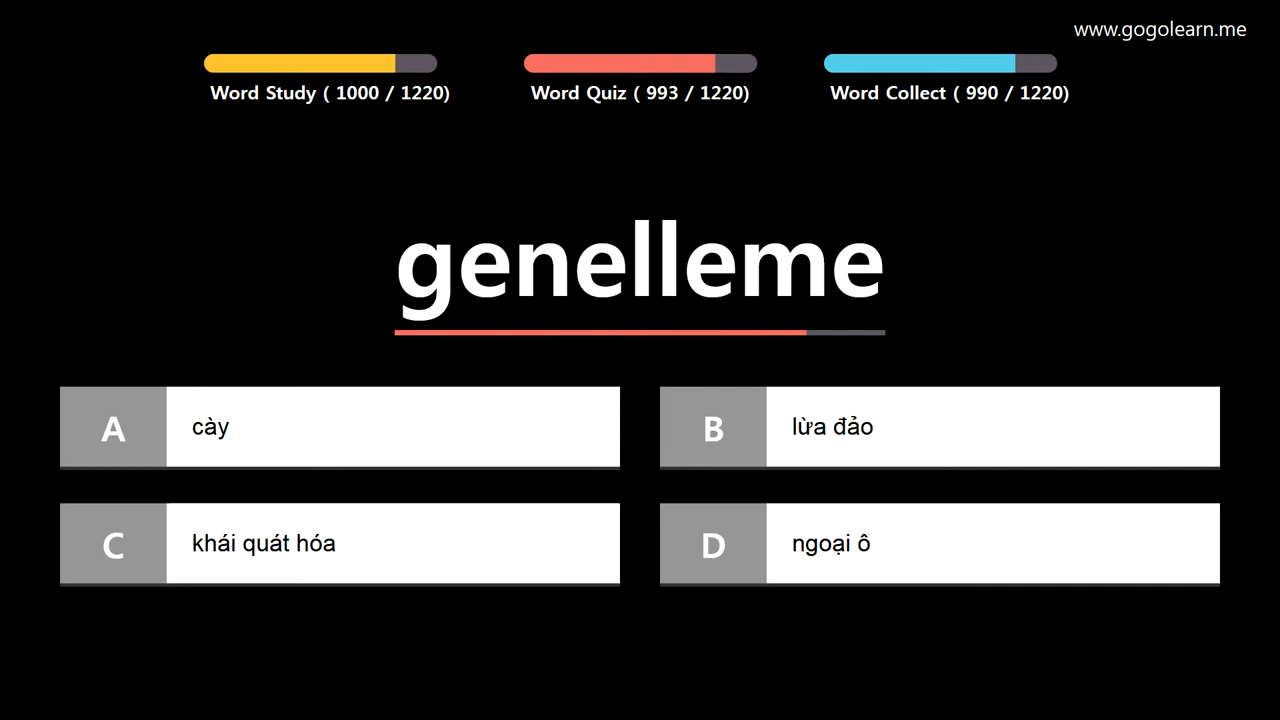 www.gogolearn.me
Word Study ( 1000 / 1220)
Word Quiz ( 993 / 1220)
Word Collect ( 990 / 1220)
genelleme
A
cày
B
lừa đảo
C
khái quát hóa
D
ngoại ô